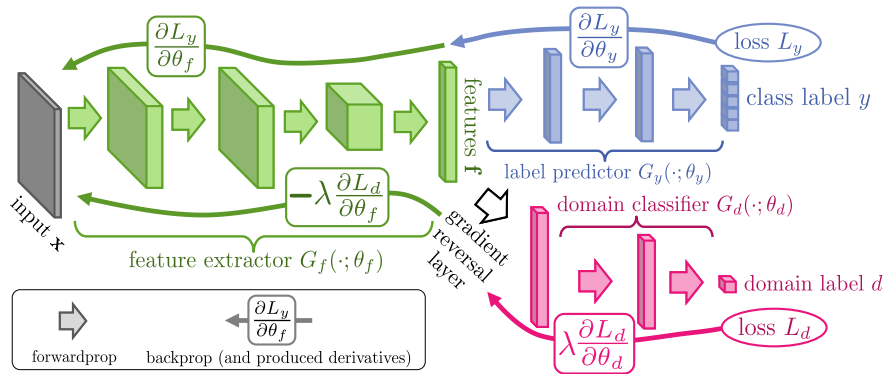 ∂L_y/∂θ_f
∂L_y/∂θ_y
loss L_y
features f
class label y
label predictor G_y(·;θ_y)
−λ ∂L_d/∂θ_f
input x
feature extractor G_f(·;θ_f)
gradient
reversal
layer
domain classifier G_d(·;θ_d)
domain label d
λ ∂L_d/∂θ_d
loss L_d
forwardprop
∂L_y/∂θ_f
backprop (and produced derivatives)